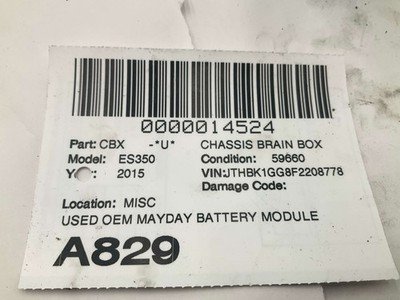 0000014524
Part: CBX -*U* CHASSIS BRAIN BOX
Model: ES350 Condition: 59660
2015 VIN:JTHBK1GG8F2208778
Damage Code:
Location: MISC
USED OEM MAYDAY BATTERY MODULE
A829